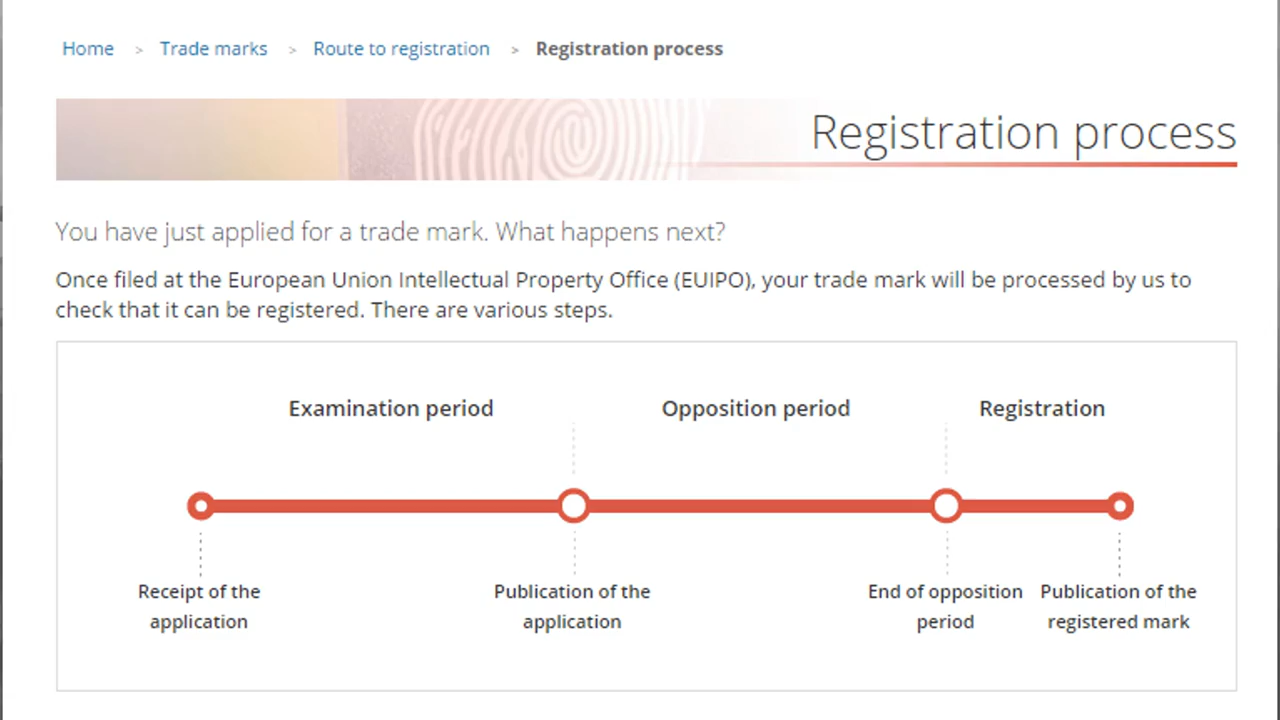 Home > Trade marks > Route to registration > Registration process
Registration process
You have just applied for a trade mark. What happens next?
Once filed at the European Union Intellectual Property Office (EUIPO), your trade mark will be processed by us to
check that it can be registered. There are various steps.
Examination period
Opposition period
Registration
Receipt of the
application
Publication of the
application
End of opposition
period
Publication of the
registered mark